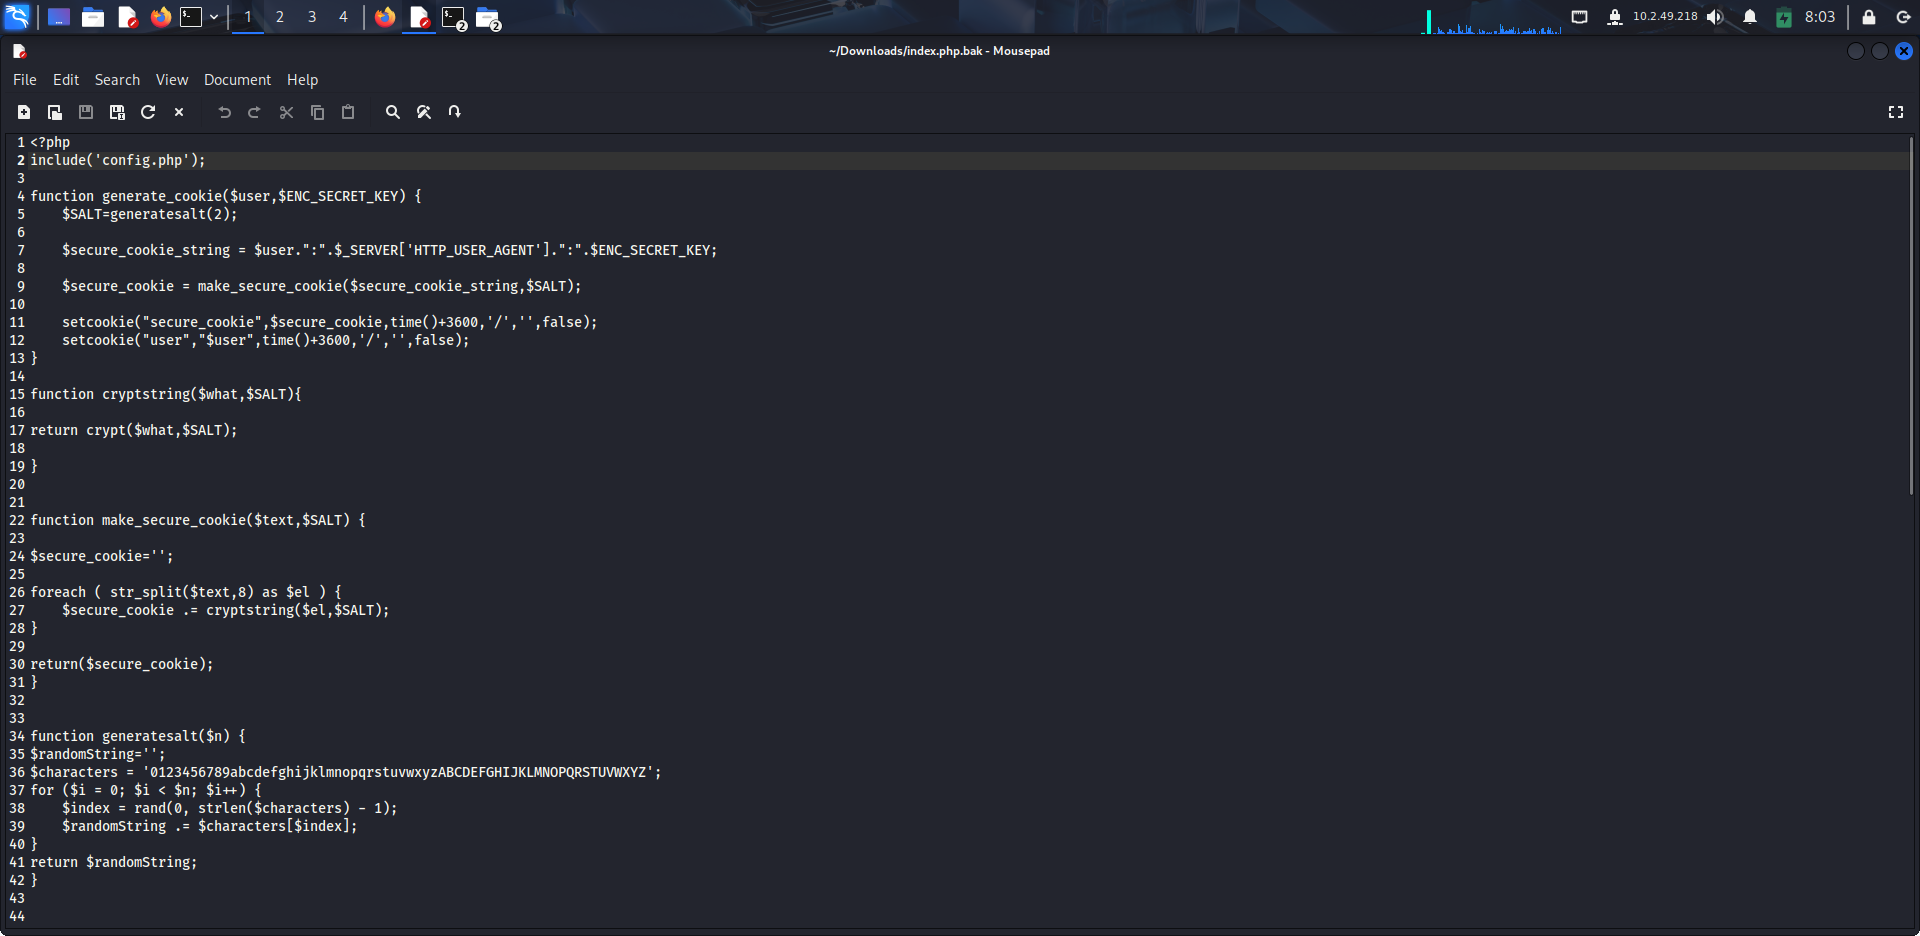 1 2 3 4 2 2 10.2.49.218 8:03
~/Downloads/index.php.bak - Mousepad
File Edit Search View Document Help
1 <?php
2 include('config.php');
3
4 function generate_cookie($user,$ENC_SECRET_KEY) {
5     $SALT=generatesalt(2);
6
7     $secure_cookie_string = $user.":".$_SERVER['HTTP_USER_AGENT'].":".$ENC_SECRET_KEY;
8
9     $secure_cookie = make_secure_cookie($secure_cookie_string,$SALT);
10
11     setcookie("secure_cookie",$secure_cookie,time()+3600,'/','',false);
12     setcookie("user","$user",time()+3600,'/','',false);
13 }
14
15 function cryptstring($what,$SALT){
16
17 return crypt($what,$SALT);
18
19 }
20
21
22 function make_secure_cookie($text,$SALT) {
23
24 $secure_cookie='';
25
26 foreach ( str_split($text,8) as $el ) {
27     $secure_cookie .= cryptstring($el,$SALT);
28 }
29
30 return($secure_cookie);
31 }
32
33
34 function generatesalt($n) {
35 $randomString='';
36 $characters = '0123456789abcdefghijklmnopqrstuvwxyzABCDEFGHIJKLMNOPQRSTUVWXYZ';
37 for ($i = 0; $i < $n; $i++) {
38     $index = rand(0, strlen($characters) - 1);
39     $randomString .= $characters[$index];
40 }
41 return $randomString;
42 }
43
44